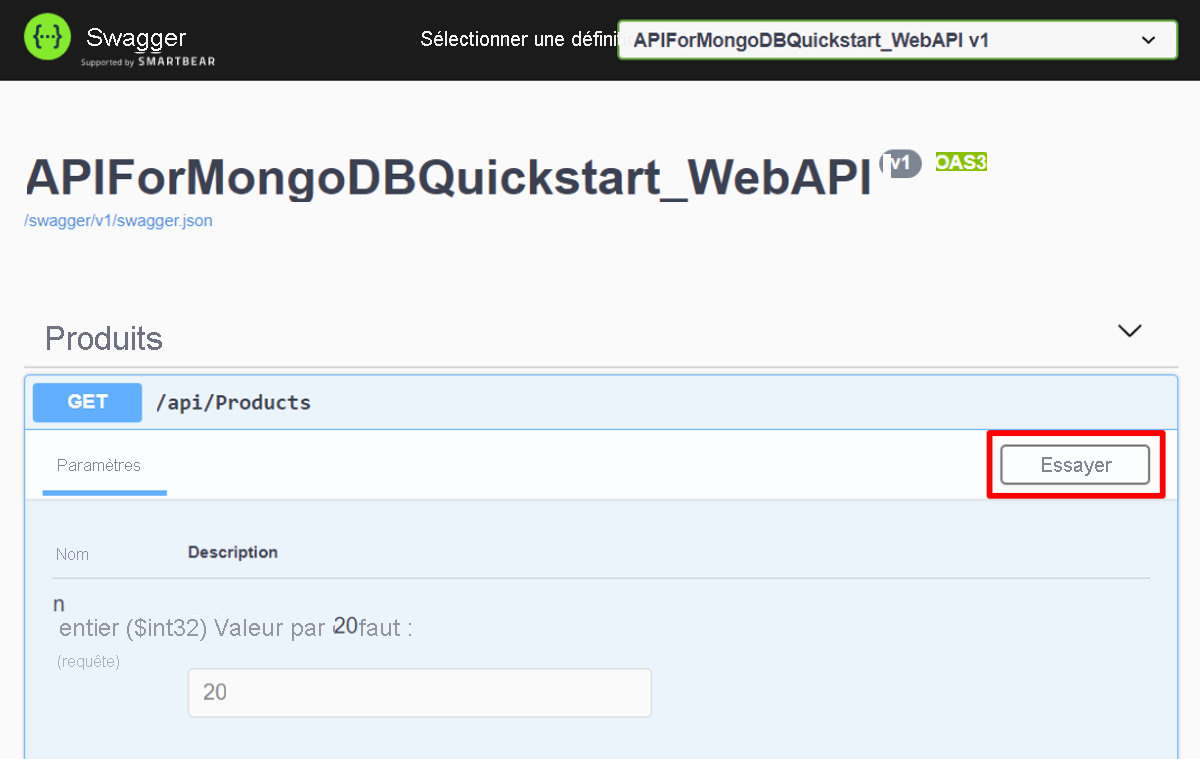 {···} Swagger
Supported by SMARTBEAR
Sélectionner une définit APIForMongoDBQuickstart_WebAPI v1
APIForMongoDBQuickstart_WebAPI v1 OAS3
/swagger/v1/swagger.json
Produits
GET /api/Products
Paramètres Essayer
Nom Description
n
entier ($int32) Valeur par 20faut :
(requête)
20